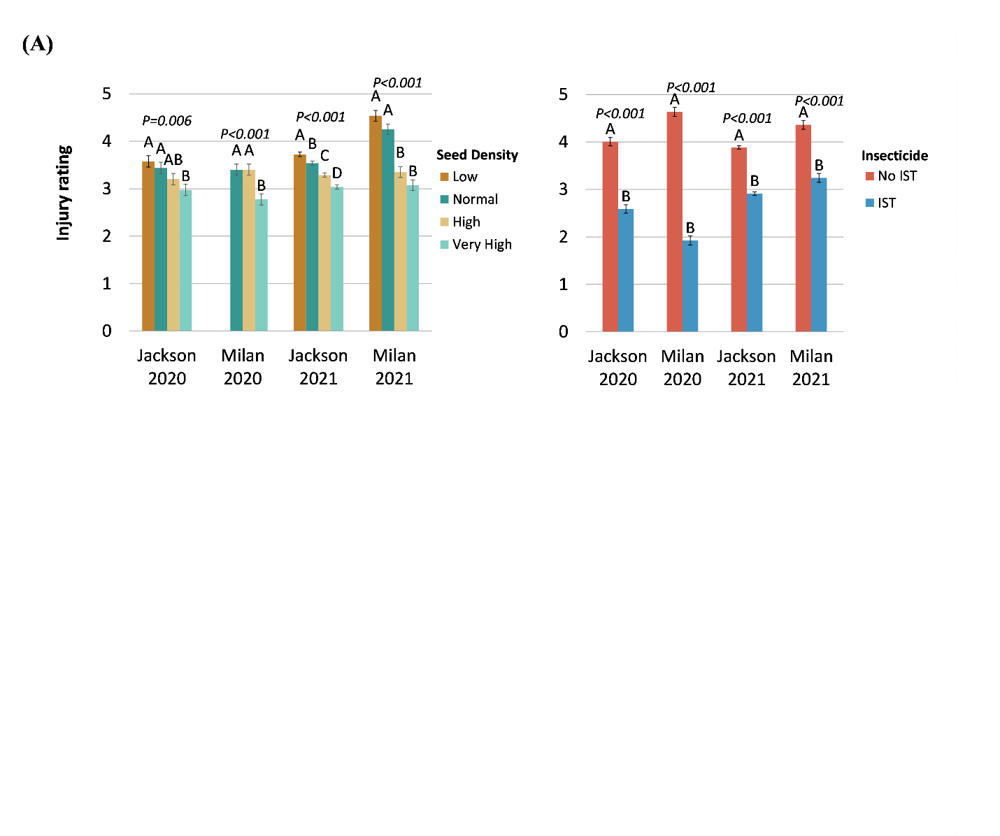 (A)
Injury rating
5
4
3
2
1
0
P=0.006
A
A
AB
B
P<0.001
A
A
B
P<0.001
A
B
C
D
P<0.001
A
A
B
B
Jackson
2020
Milan
2020
Jackson
2021
Milan
2021
Seed Density
Low
Normal
High
Very High
5
4
3
2
1
0
P<0.001
A
B
P<0.001
A
B
P<0.001
A
B
P<0.001
A
B
Jackson
2020
Milan
2020
Jackson
2021
Milan
2021
Insecticide
No IST
IST